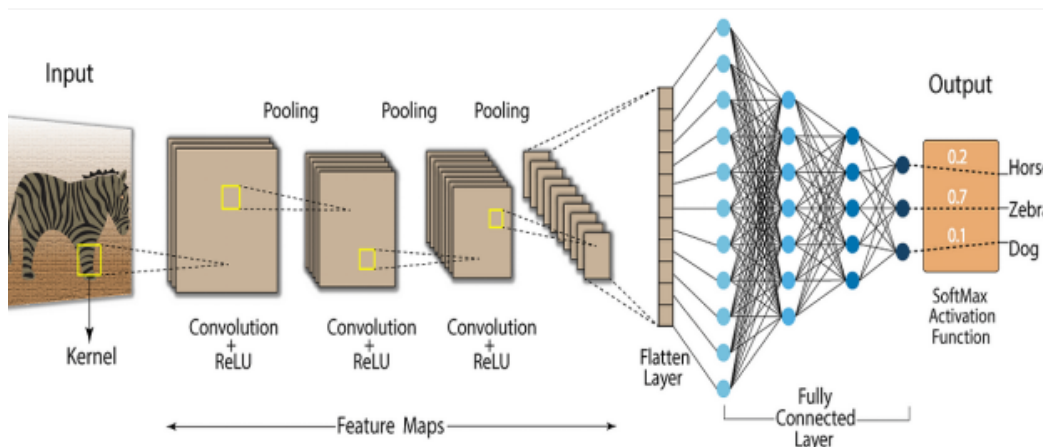 Input
Pooling
Pooling
Pooling
Output
0.2
Horse
0.7
Zebra
0.1
Dog
SoftMax
Activation
Function
Kernel
Convolution
+
ReLU
Convolution
+
ReLU
Convolution
+
ReLU
Flatten
Layer
Feature Maps
Fully
Connected
Layer